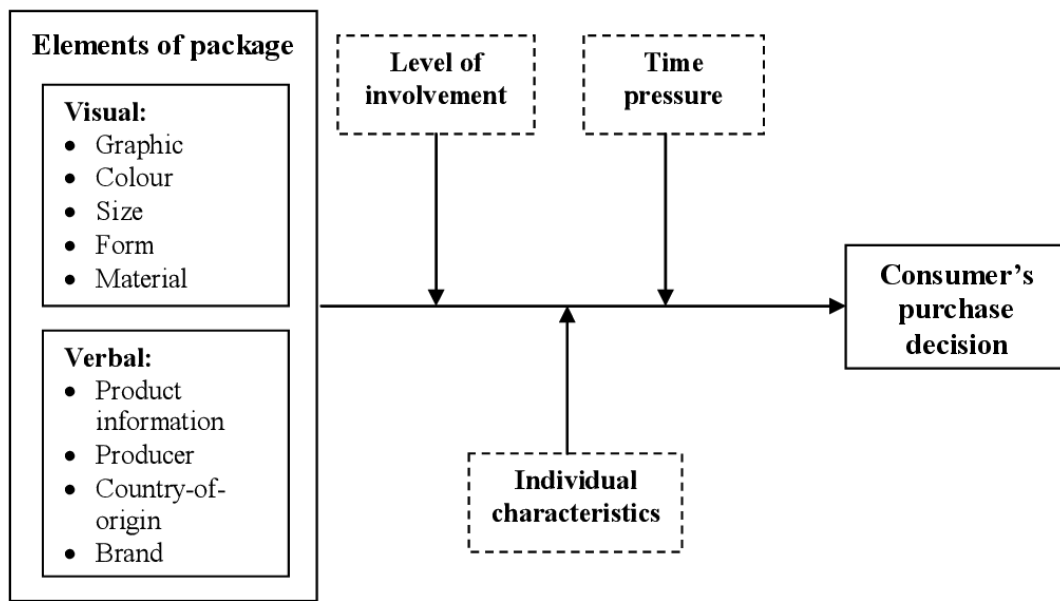 Elements of package
Visual:
• Graphic
• Colour
• Size
• Form
• Material
Verbal:
• Product
information
• Producer
• Country-of-
origin
• Brand
Level of
involvement
Time
pressure
Individual
characteristics
Consumer’s
purchase
decision